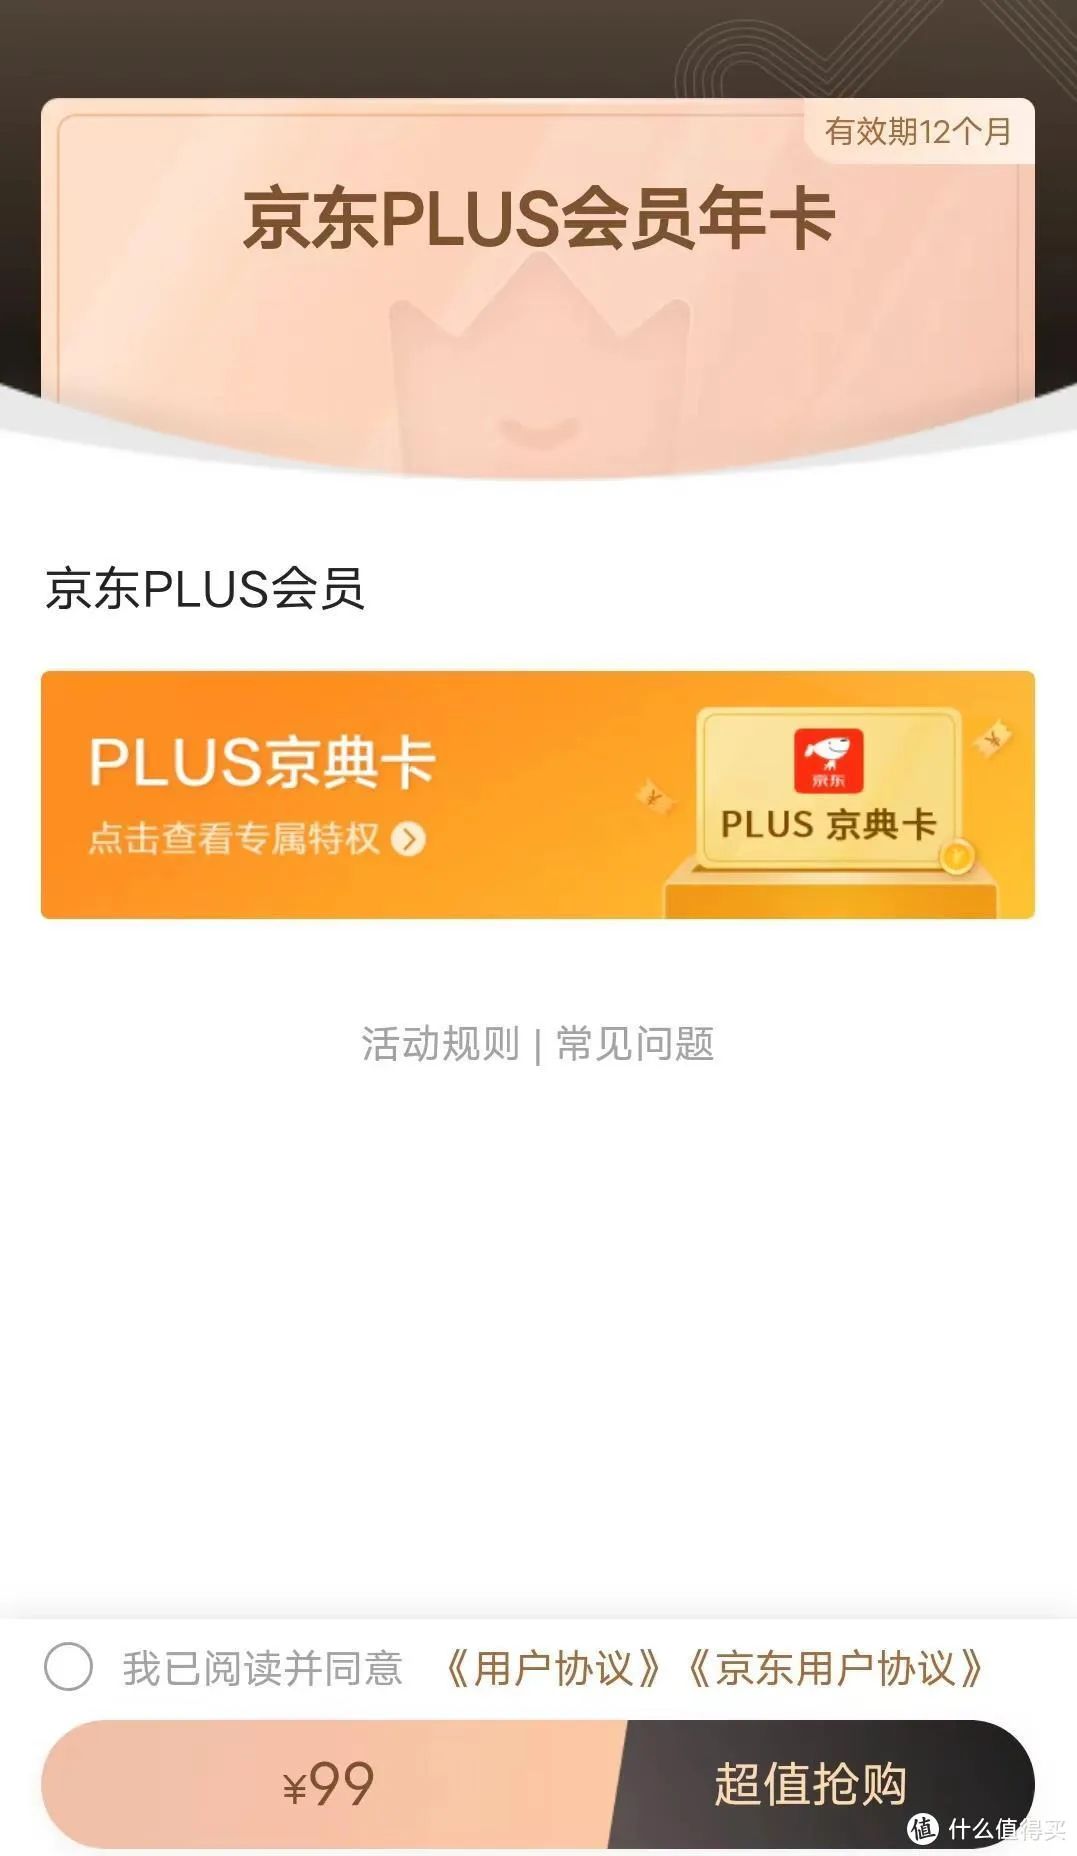 有效期12个月
京东PLUS会员年卡
京东PLUS会员
PLUS京典卡
点击查看专属特权
京东
PLUS 京典卡
活动规则 | 常见问题
我已阅读并同意 《用户协议》《京东用户协议》
¥99
超值抢购
值 什么值得买